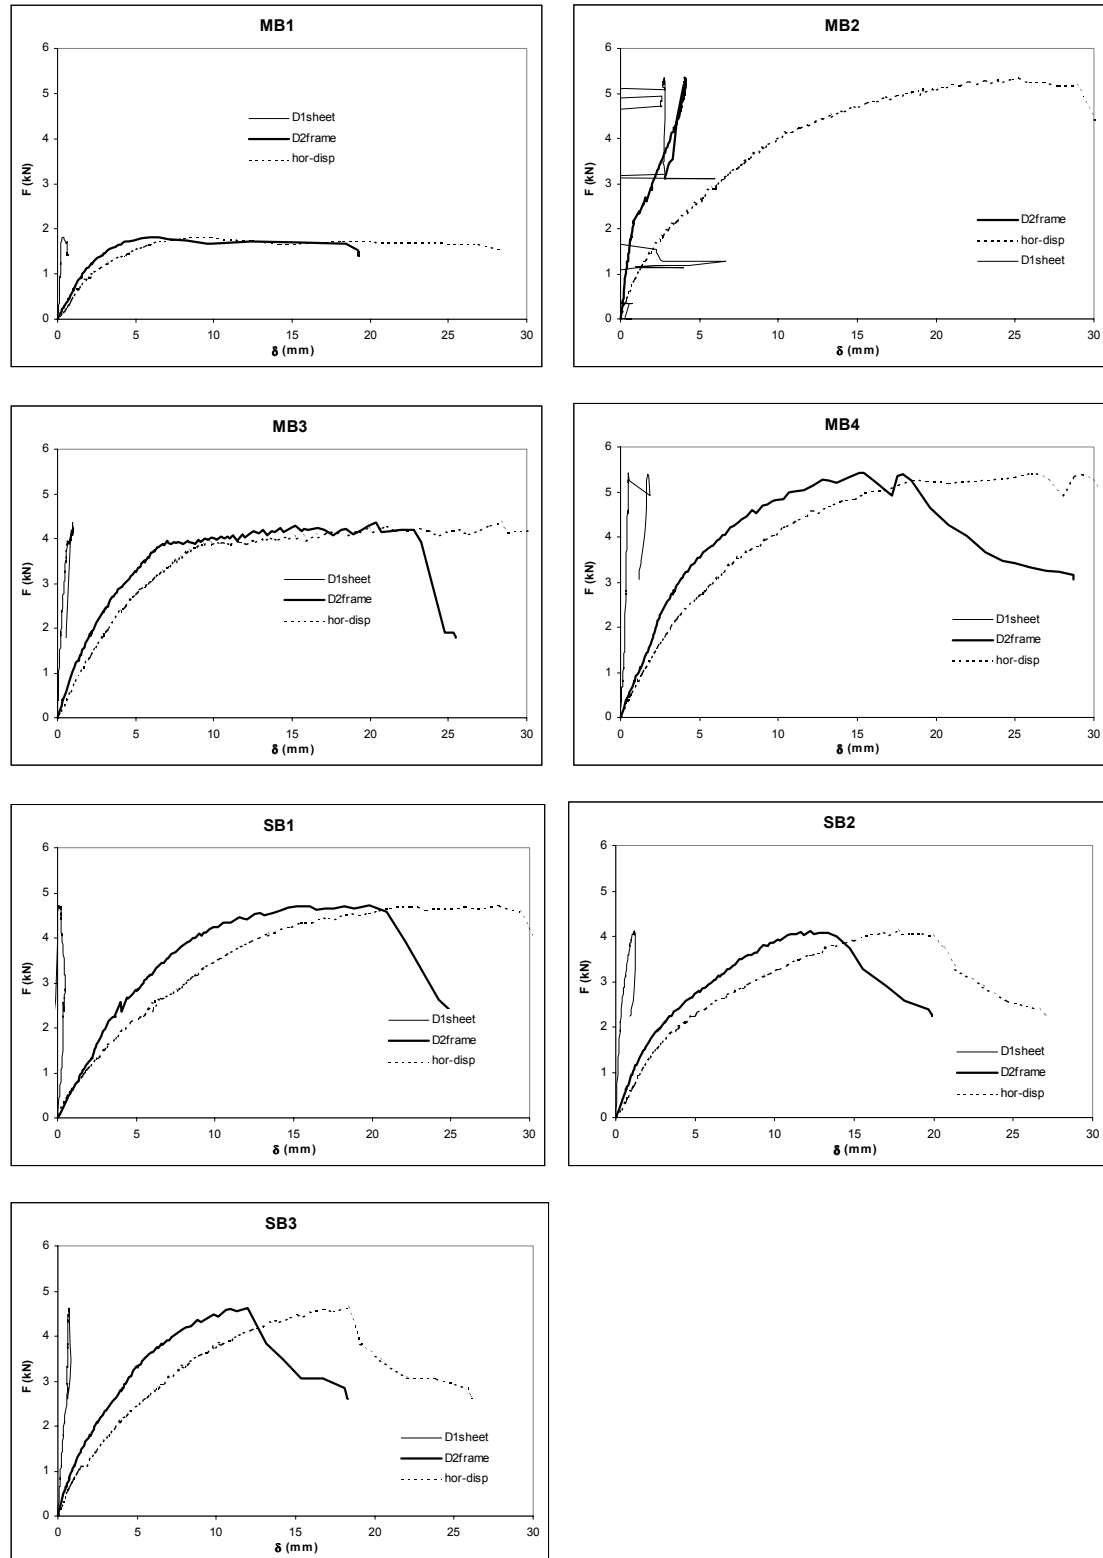 MB1
6
5
4
3
2
1
0
F (kN)
D1sheet
D2frame
hor-disp
0 5 10 15 20 25 30
δ (mm)
MB2
6
5
4
3
2
1
0
F (kN)
D2frame
hor-disp
D1sheet
0 5 10 15 20 25 30
δ (mm)
MB3
6
5
4
3
2
1
0
F (kN)
D1sheet
D2frame
hor-disp
0 5 10 15 20 25 30
δ (mm)
MB4
6
5
4
3
2
1
0
F (kN)
D1sheet
D2frame
hor-disp
0 5 10 15 20 25 30
δ (mm)
SB1
6
5
4
3
2
1
0
F (kN)
D1sheet
D2frame
hor-disp
0 5 10 15 20 25 30
δ (mm)
SB2
6
5
4
3
2
1
0
F (kN)
D1sheet
D2frame
hor-disp
0 5 10 15 20 25 30
δ (mm)
SB3
6
5
4
3
2
1
0
F (kN)
D1sheet
D2frame
hor-disp
0 5 10 15 20 25 30
δ (mm)